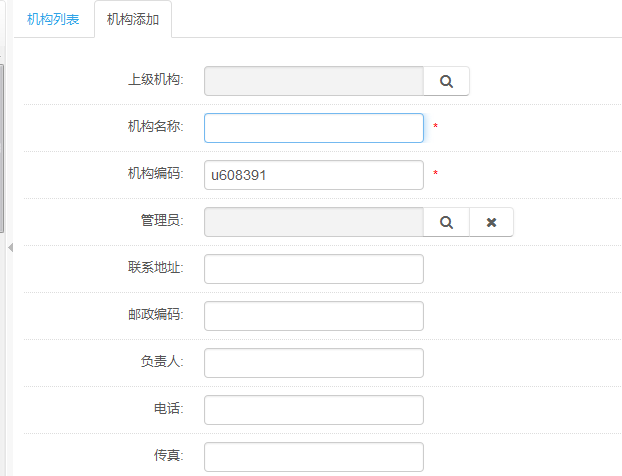 机构列表 机构添加
上级机构:
机构名称: *
机构编码: u608391 *
管理员:
联系地址:
邮政编码:
负责人:
电话:
传真: